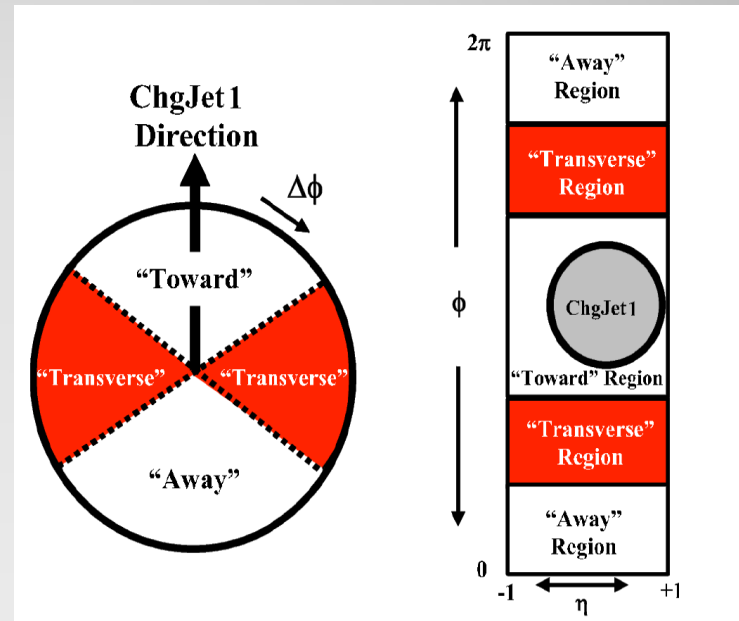 ChgJet1
Direction
Δϕ
“Toward”
“Transverse”
“Transverse”
“Away”
2π
“Away”
Region
“Transverse”
Region
ϕ
ChgJet1
“Toward” Region
“Transverse”
Region
“Away”
Region
0
-1
η
+1